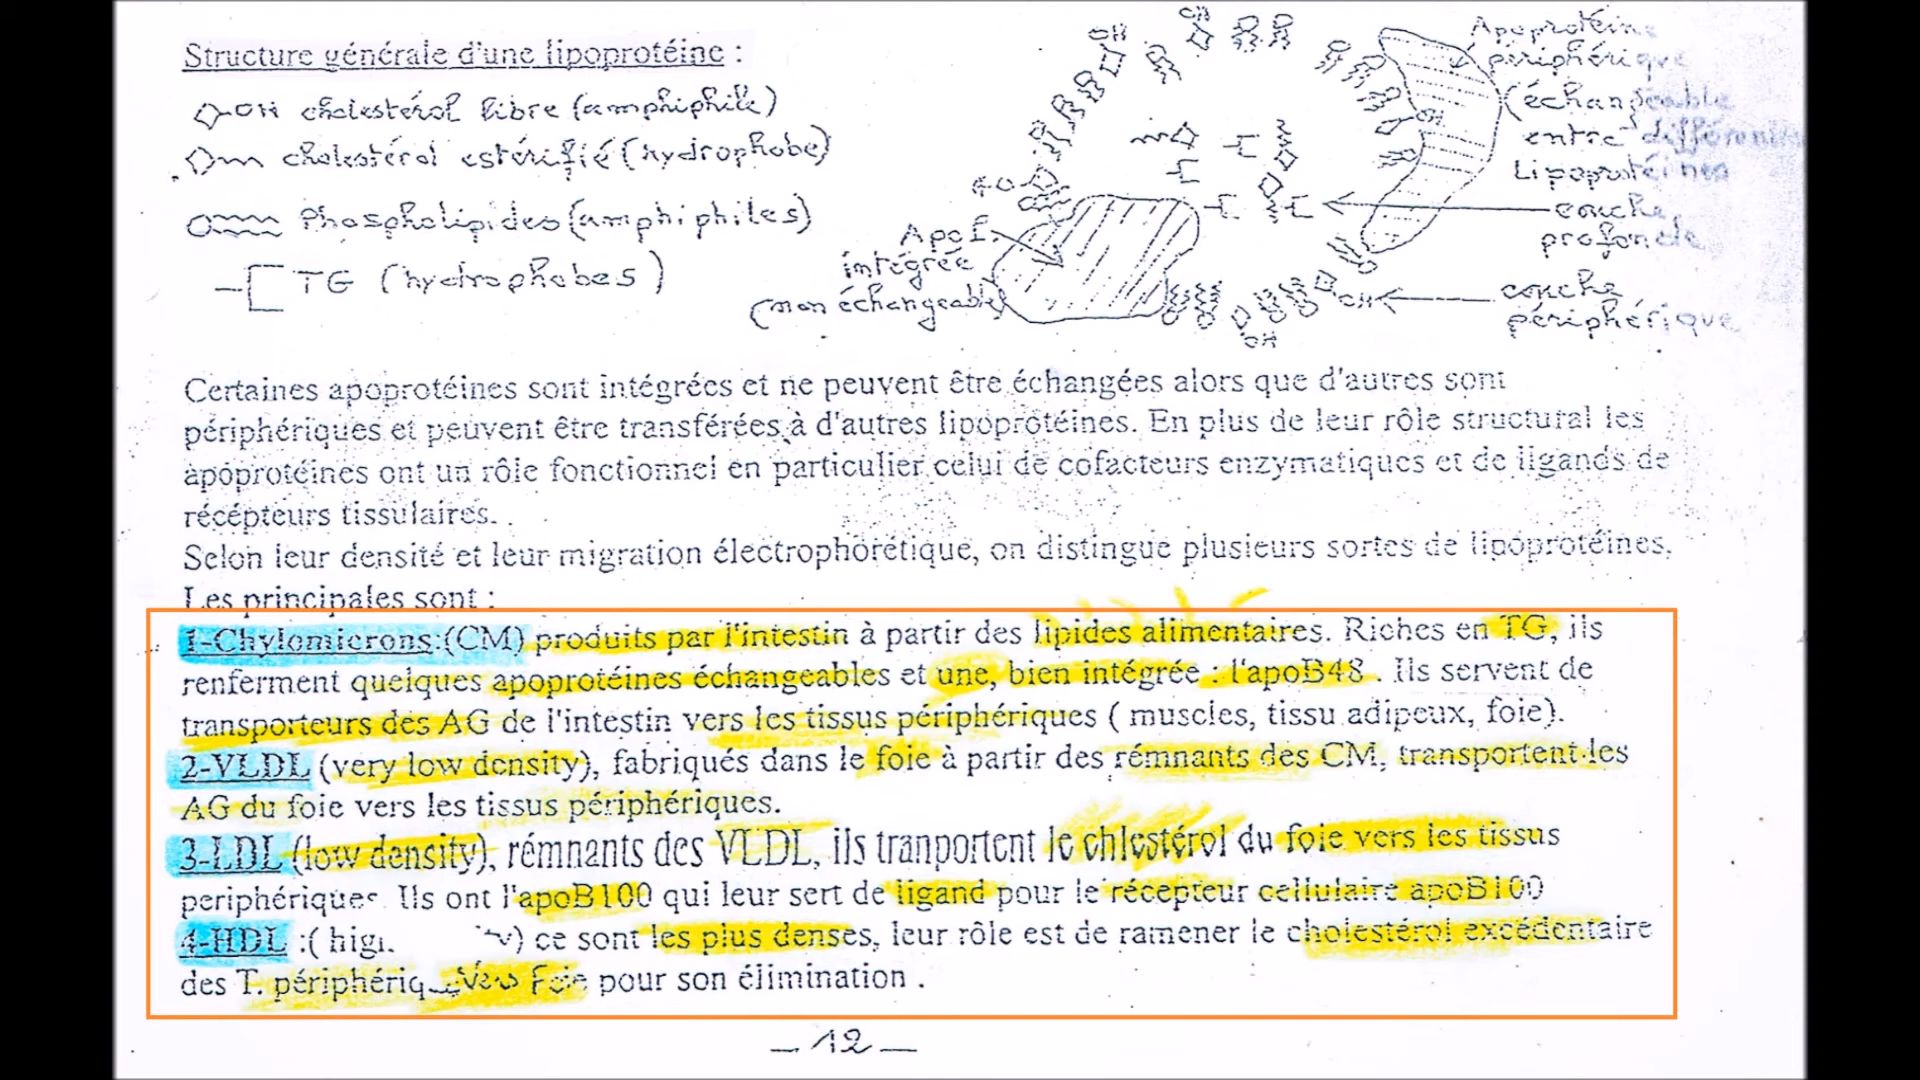 Structure générale d'une lipoprotéine :
OH cholestérol libre (amphiphile)
cholestérol estérifié (hydrophobe)
Phospholipides (amphiphiles)
TG (hydrophobes)
OH
CH
Apoprotéine
périphérique
(échangeable
entre différentes
Lipoprotéines
couche
profonde
ApoP.
intégrée
(non échangeable)
couche
périphérique
OH
OH
Certaines apoprotéines sont intégrées et ne peuvent être échangées alors que d'autres sont
périphériques et peuvent être transférées à d'autres lipoprotéines. En plus de leur rôle structural les
apoprotéines ont un rôle fonctionnel en particulier celui de cofacteurs enzymatiques et de ligands de
récépteurs tissulaires.
Selon leur densité et leur migration électrophorétique, on distingue plusieurs sortes de lipoprotéines.
Les principales sont :
1-Chylomicrons:(CM) produits par l'intestin à partir des lipides alimentaires. Riches en TG, ils
renferment quelques apoprotéines échangeables et une, bien intégrée : l'apoB48 . Ils servent de
transporteurs des AG de l'intestin vers les tissus périphériques ( muscles, tissu adipeux, foie).
2-VLDL (very low density), fabriqués dans le foie à partir des rémnants des CM, transportent les
AG du foie vers les tissus périphériques.
3-LDL (low density), rémnants des VLDL, ils tranportent le chlestérol du foie vers les tissus
periphériques. Ils ont l'apoB100 qui leur sert de ligand pour le récepteur cellulaire apoB100
4-HDL :( ce sont les plus denses, leur rôle est de ramener le cholestérol excédentaire
des T. périphériq vers Foie pour son élimination .
- 12 -